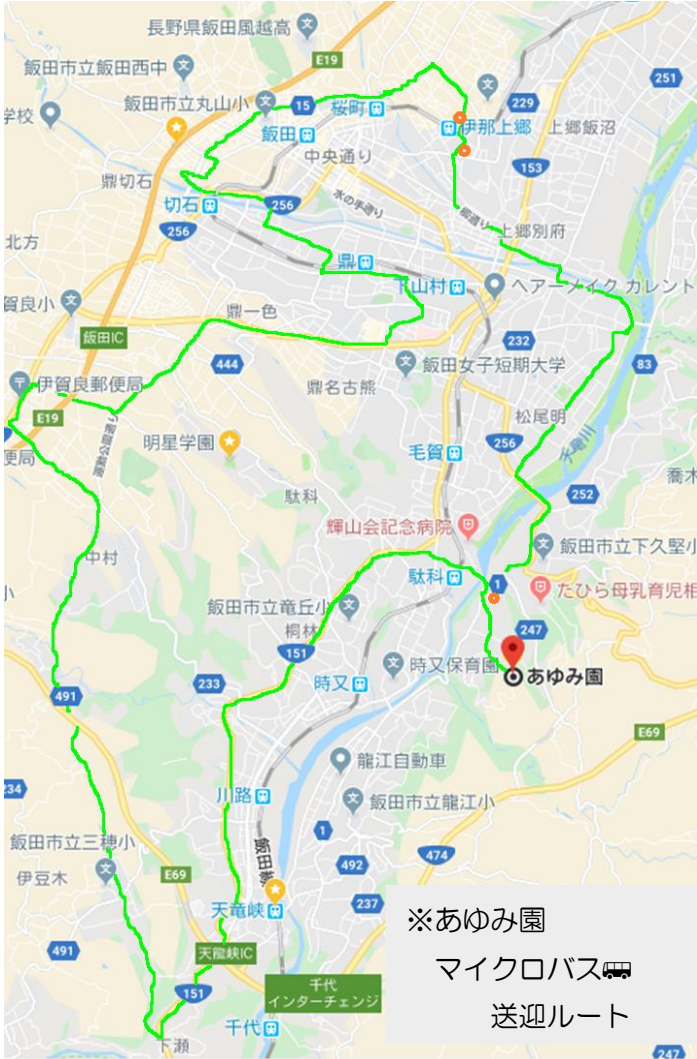 長野県飯田風越高
飯田市立飯田西中
E19
251
飯田市立丸山小
15
桜町
1
229
学校
飯田
伊那上郷
上郷飯沼
中央通り
153
鼎切石
水の手通り
切石
256
柳通り
上郷別府
256
北方
鼎
下山村
ヘアーメイク カレント
賀良小
鼎一色
飯田IC
232
444
飯田女子短期大学
83
伊賀良郵便局
鼎名古熊
E19
松尾明
明星学園
256
天竜川
便局
毛賀
252
喬木
駄科
輝山会記念病院
中村
飯田市立下久堅小
駄科
1
たひら母乳育児相
飯田市立竜丘小
桐林
247
151
時又保育園
あゆみ園
233
時又
491
E69
龍江自動車
234
川路
飯田市立龍江小
飯田線
1
飯田市立三穂小
474
492
伊豆木
E69
237
天竜峡
491
天龍峡IC
151
千代
インターチェンジ
千代
下瀬
247
※あゆみ園
マイクロバス🚌
送迎ルート